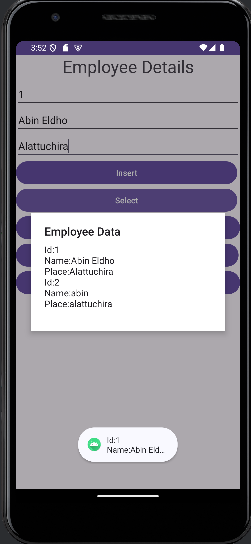 3:52
Employee Details
1
Abin Eldho
Alattuchira
Insert
Select
Employee Data
Id:1
Name:Abin Eldho
Place:Alattuchira
Id:2
Name:abin
Place:alattuchira
Id:1
Name:Abin Eld...